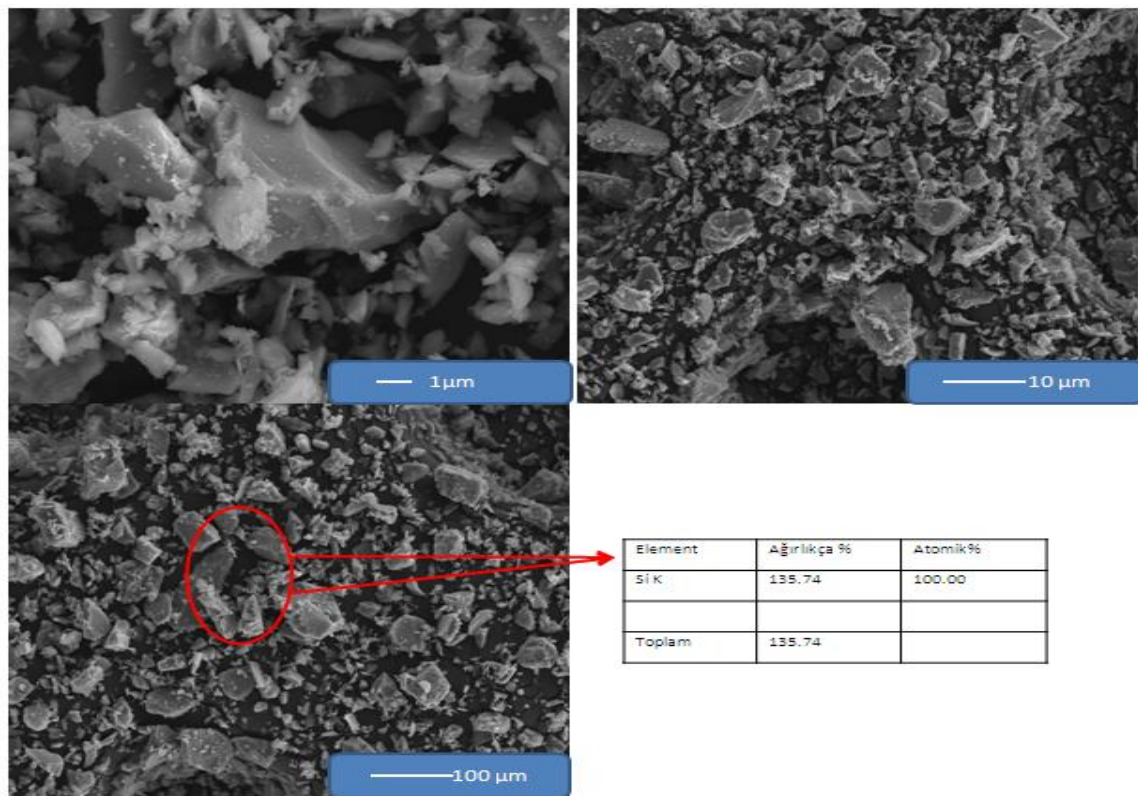 1µm
10 µm
100 µm
Element Ağırlıkça % Atomik%
Si K 135.74 100.00
Toplam 135.74